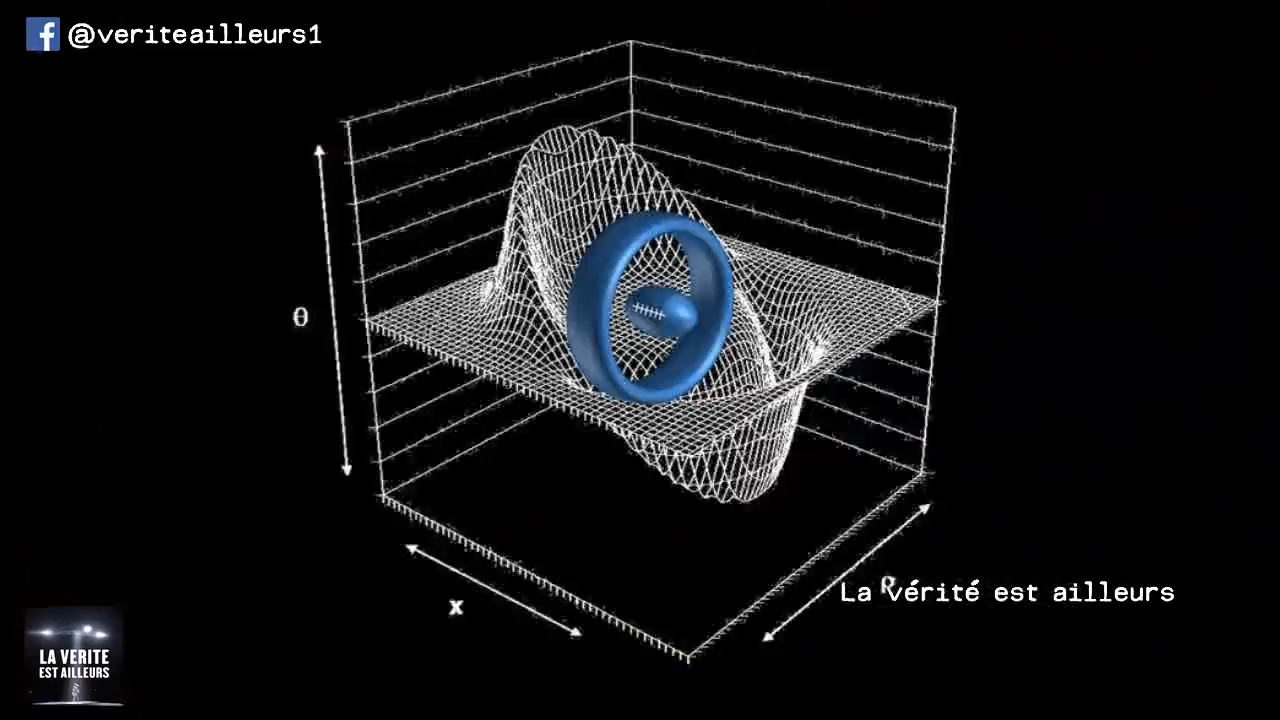 @veriteailleurs1
θ
x
ρ
La vérité est ailleurs
LA VERITE
EST AILLEURS